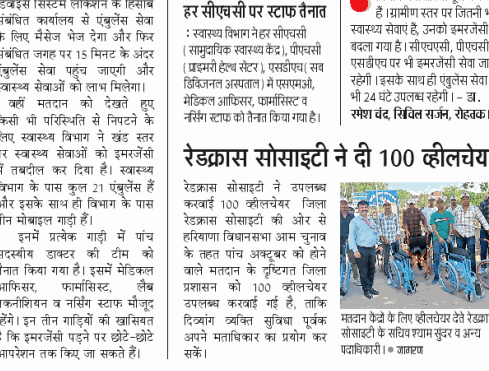 डवाइस सिस्टम लोकेशन के हिसाब
संबंधित कार्यालय से एंबुलेंस सेवा
के लिए मैसेज भेज देगा और फिर
संबंधित जगह पर 15 मिनट के अंदर
एंबुलेंस सेवा पहुंच जाएगी और
स्वास्थ्य सेवाओं को लाभ मिलेगा।
वहीं मतदान को देखते हुए
किसी भी परिस्थिति से निपटने के
लिए स्वास्थ्य विभाग ने खंड स्तर
पर स्वास्थ्य सेवाओं को इमरजेंसी
में तबदील कर दिया है। स्वास्थ्य
विभाग के पास कुल 21 एंबुलेंस हैं
और इसके साथ ही विभाग के पास
तीन मोबाइल गाड़ी हैं।
इनमें प्रत्येक गाड़ी में पांच
सदस्यीय डाक्टर की टीम को
तैनात किया गया है। इसमें मेडिकल
आफिसर, फार्मासिस्ट, लैब
तकनीशियन व नर्सिंग स्टाफ मौजूद
रहेंगे। इन तीन गाड़ियों की खासियत
है कि इमरजेंसी पड़ने पर छोटे-छोटे
आपरेशन तक किए जा सकते हैं।
हर सीएचसी पर स्टाफ तैनात
: स्वास्थ्य विभाग ने हर सीएचसी
( सामुदायिक स्वास्थ्य केंद्र ), पीएचसी
( प्राइमरी हेल्थ सेंटर ), एसडीएच( सब
डिविजनल अस्पताल ) में एसएमओ,
मेडिकल आफिसर, फार्मासिस्ट व
नर्सिंग स्टाफ को तैनात किया गया है।
हैं। ग्रामीण स्तर पर जितनी भ
स्वास्थ्य सेवाएं हैं, उनको इमरजेंसी
बदला गया है। सीएचएसी, पीएचसी
एसडीएच पर भी इमरजेंसी सेवा जा
रहेगी। इसके साथ ही एंबुलेंस सेवा
भी 24 घंटे उपलब्ध रहेगी। - डा.
रमेश चंद्र, सिविल सर्जन, रोहतक।
रेडक्रास सोसाइटी ने दी 100 व्हीलचेय
रेडक्रास सोसाइटी ने उपलब्ध
करवाई 100 व्हीलचेयर जिला
रेडक्रास सोसाइटी की ओर से
हरियाणा विधानसभा आम चुनाव
के तहत पांच अक्टूबर को होने
वाले मतदान के दृष्टिगत जिला
प्रशासन को 100 व्हीलचेयर
उपलब्ध करवाई गई है, ताकि
दिव्यांग व्यक्ति सुविधा पूर्वक
अपने मताधिकार का प्रयोग कर
सकें।
मतदान केंद्रों के लिए व्हीलचेयर देते रेडक्रा
सोसाइटी के सचिव श्याम सुंदर व अन्य
पदाधिकारी। ● जागरण